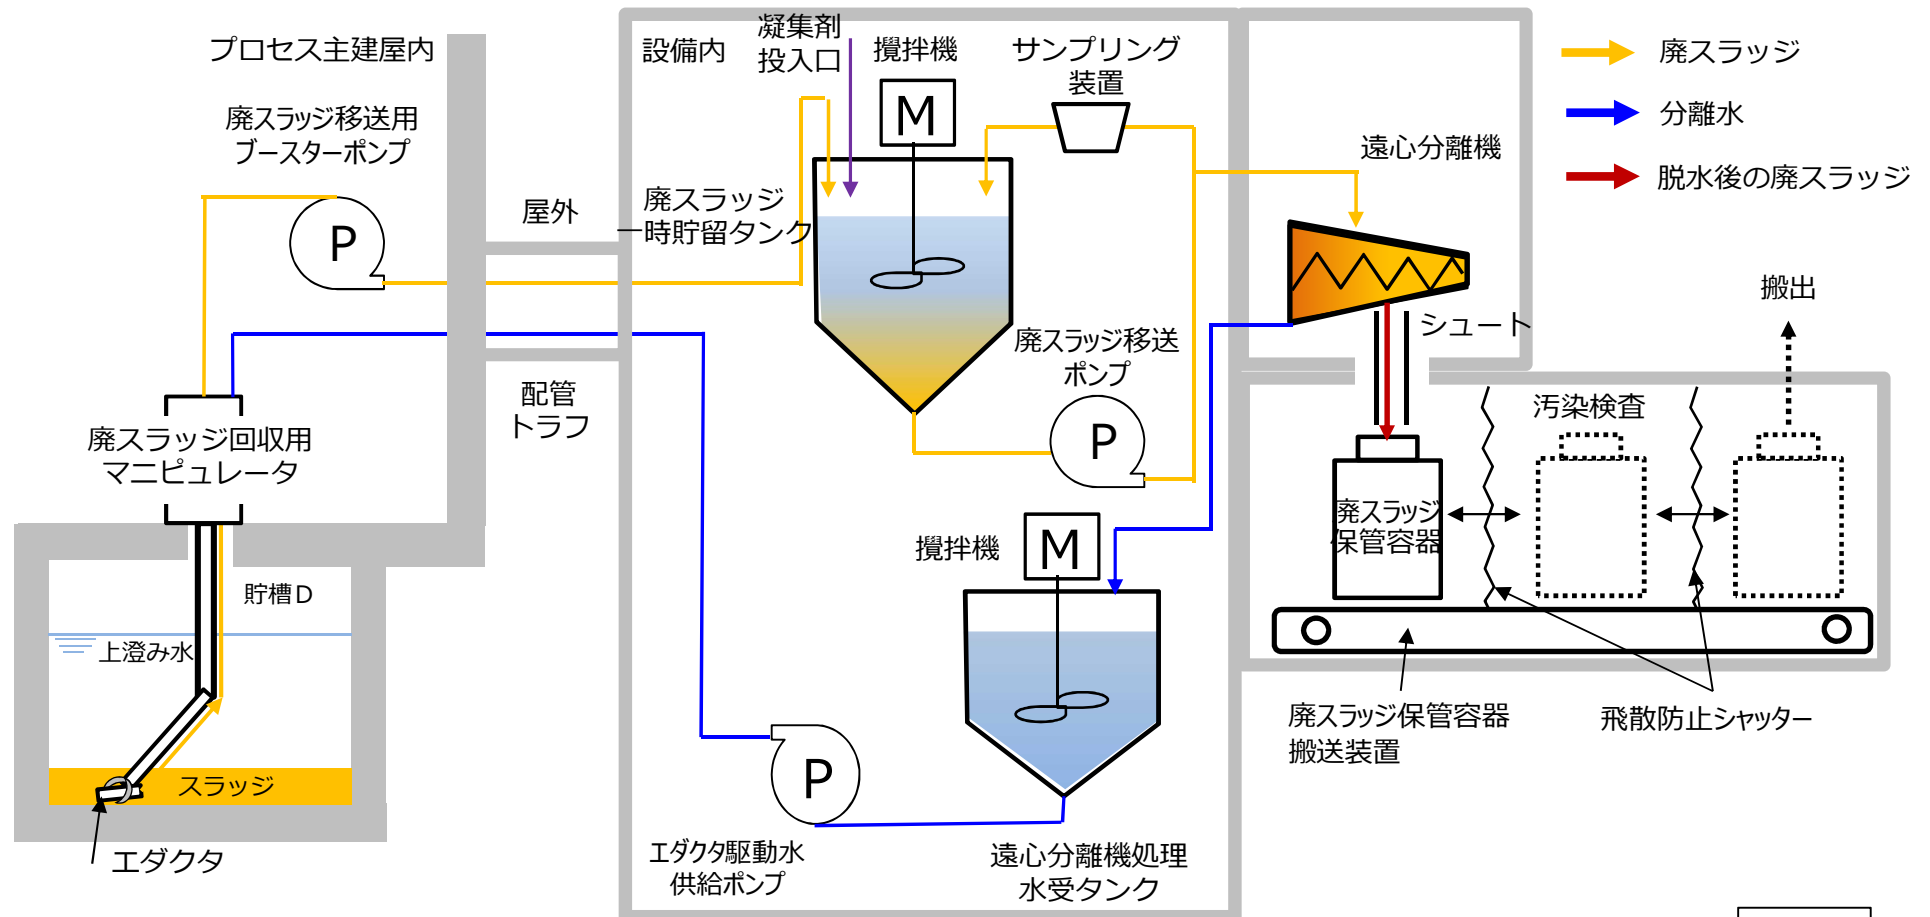 プロセス主建屋内
廃スラッジ移送用
ブースターポンプ
P
屋外
配管
トラフ
廃スラッジ回収用
マニピュレータ
貯槽D
上澄み水
スラッジ
エダクタ
設備内
凝集剤
投入口
攪拌機
M
サンプリング
装置
廃スラッジ
一時貯留タンク
廃スラッジ移送
ポンプ
P
攪拌機
M
P
エダクタ駆動水
供給ポンプ
遠心分離機処理
水受タンク
遠心分離機
シュート
廃スラッジ
分離水
脱水後の廃スラッジ
搬出
汚染検査
廃スラッジ
保管容器
廃スラッジ保管容器
搬送装置
飛散防止シャッター